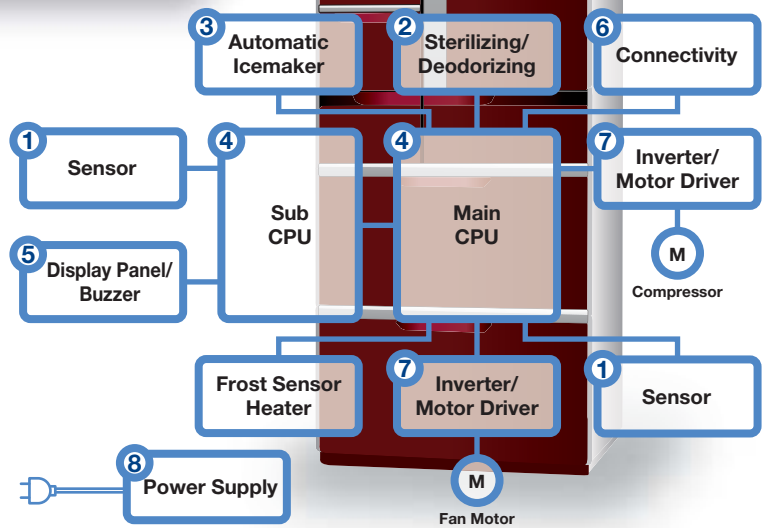 3
Automatic
Icemaker
2
Sterilizing/
Deodorizing
6
Connectivity
1
Sensor
4
Sub
CPU
4
Main
CPU
7
Inverter/
Motor Driver
M
Compressor
5
Display Panel/
Buzzer
Frost Sensor
Heater
7
Inverter/
Motor Driver
M
Fan Motor
1
Sensor
8
Power Supply